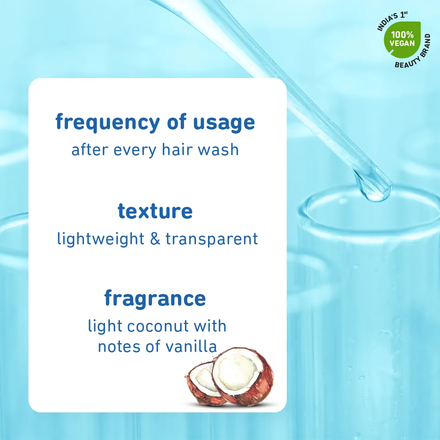 INDIA'S 1st
100%
VEGAN
BEAUTY BRAND
frequency of usage
after every hair wash
texture
lightweight & transparent
fragrance
light coconut with
notes of vanilla